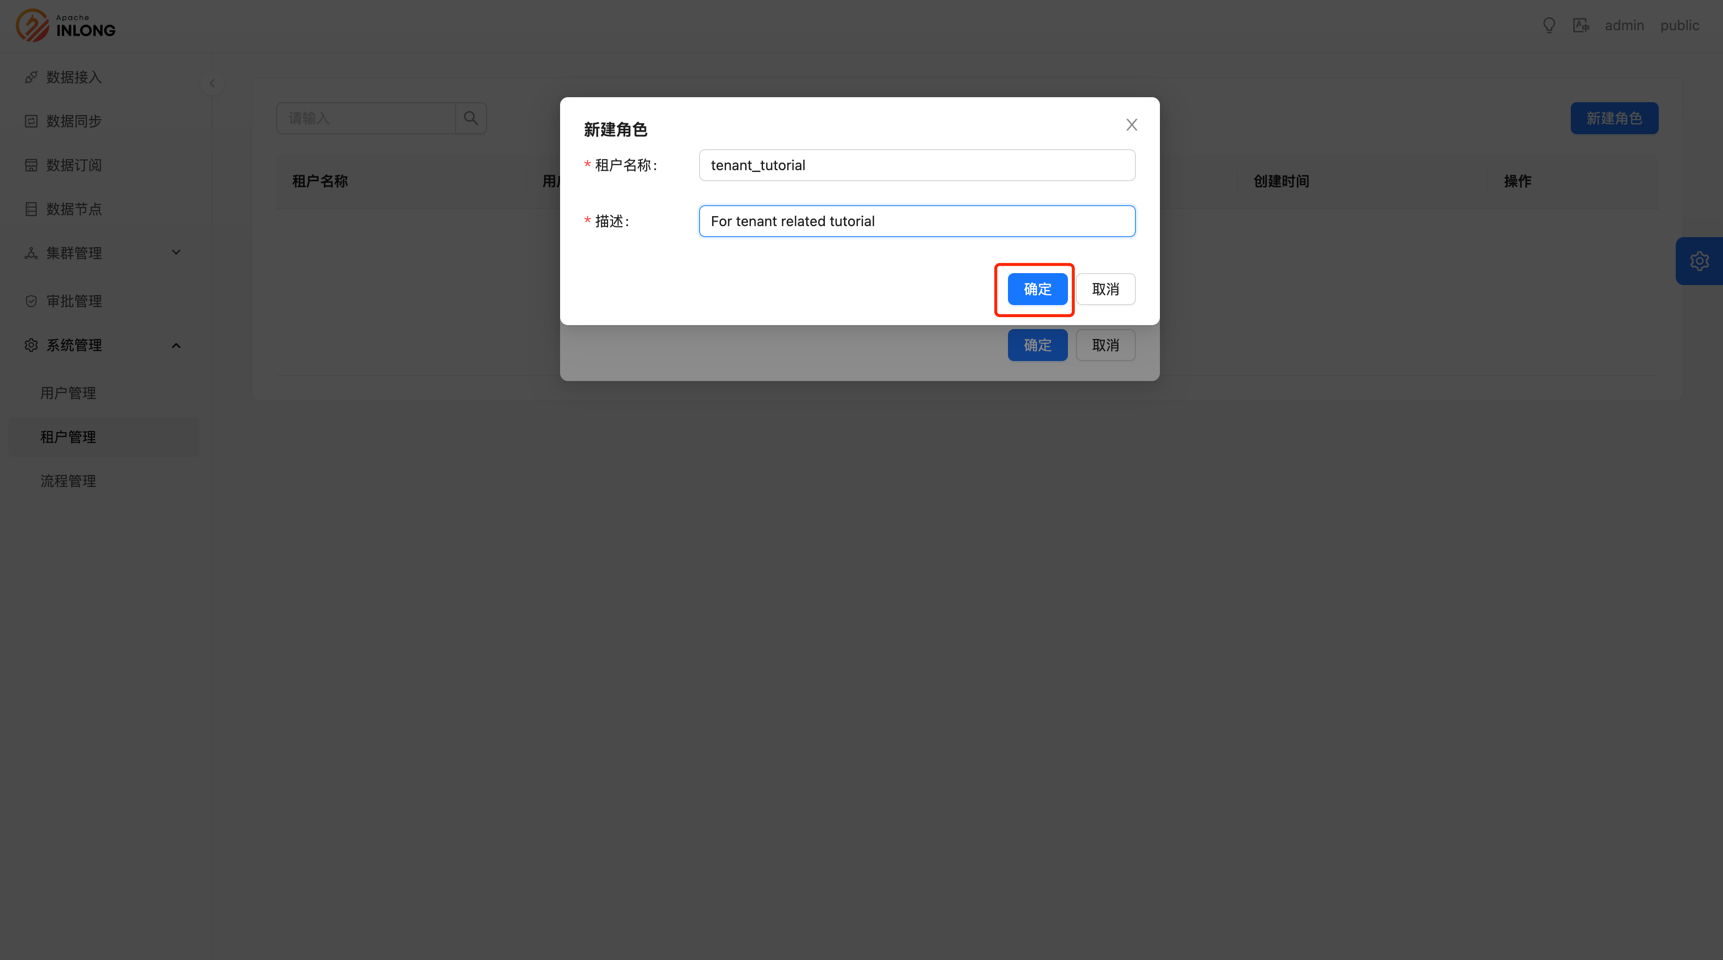 Apache
INLONG
admin
public
数据接入
数据同步
数据订阅
数据节点
集群管理
审批管理
系统管理
用户管理
租户管理
流程管理
请输入
新建角色
租户名称
创建时间
操作
新建角色
* 租户名称:
tenant_tutorial
* 描述:
For tenant related tutorial
确定
取消
确定
取消